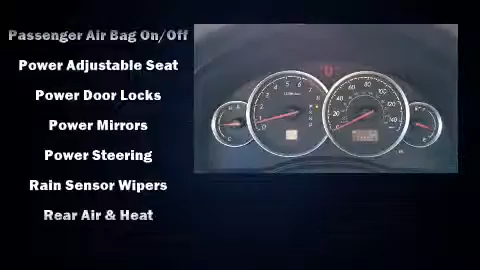 Passenger Air Bag On/Off
Power Adjustable Seat
Power Door Locks
Power Mirrors
Power Steering
Rain Sensor Wipers
Rear Air & Heat